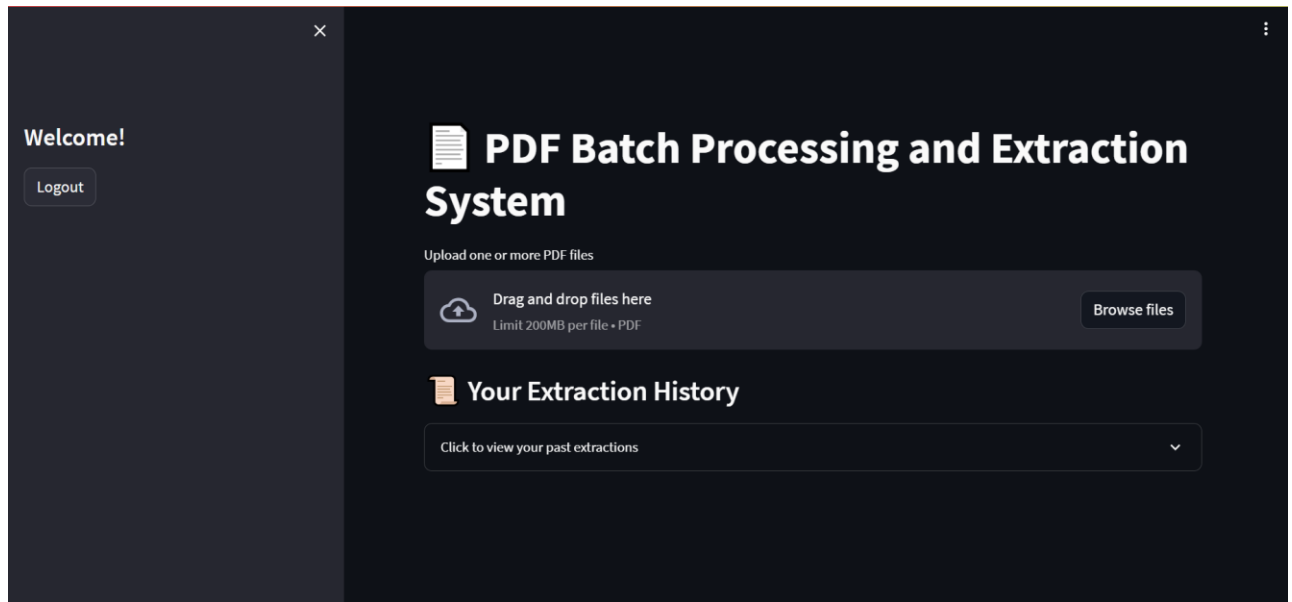 Welcome!
Logout
PDF Batch Processing and Extraction
System
Upload one or more PDF files
Drag and drop files here
Limit 200MB per file • PDF
Browse files
Your Extraction History
Click to view your past extractions